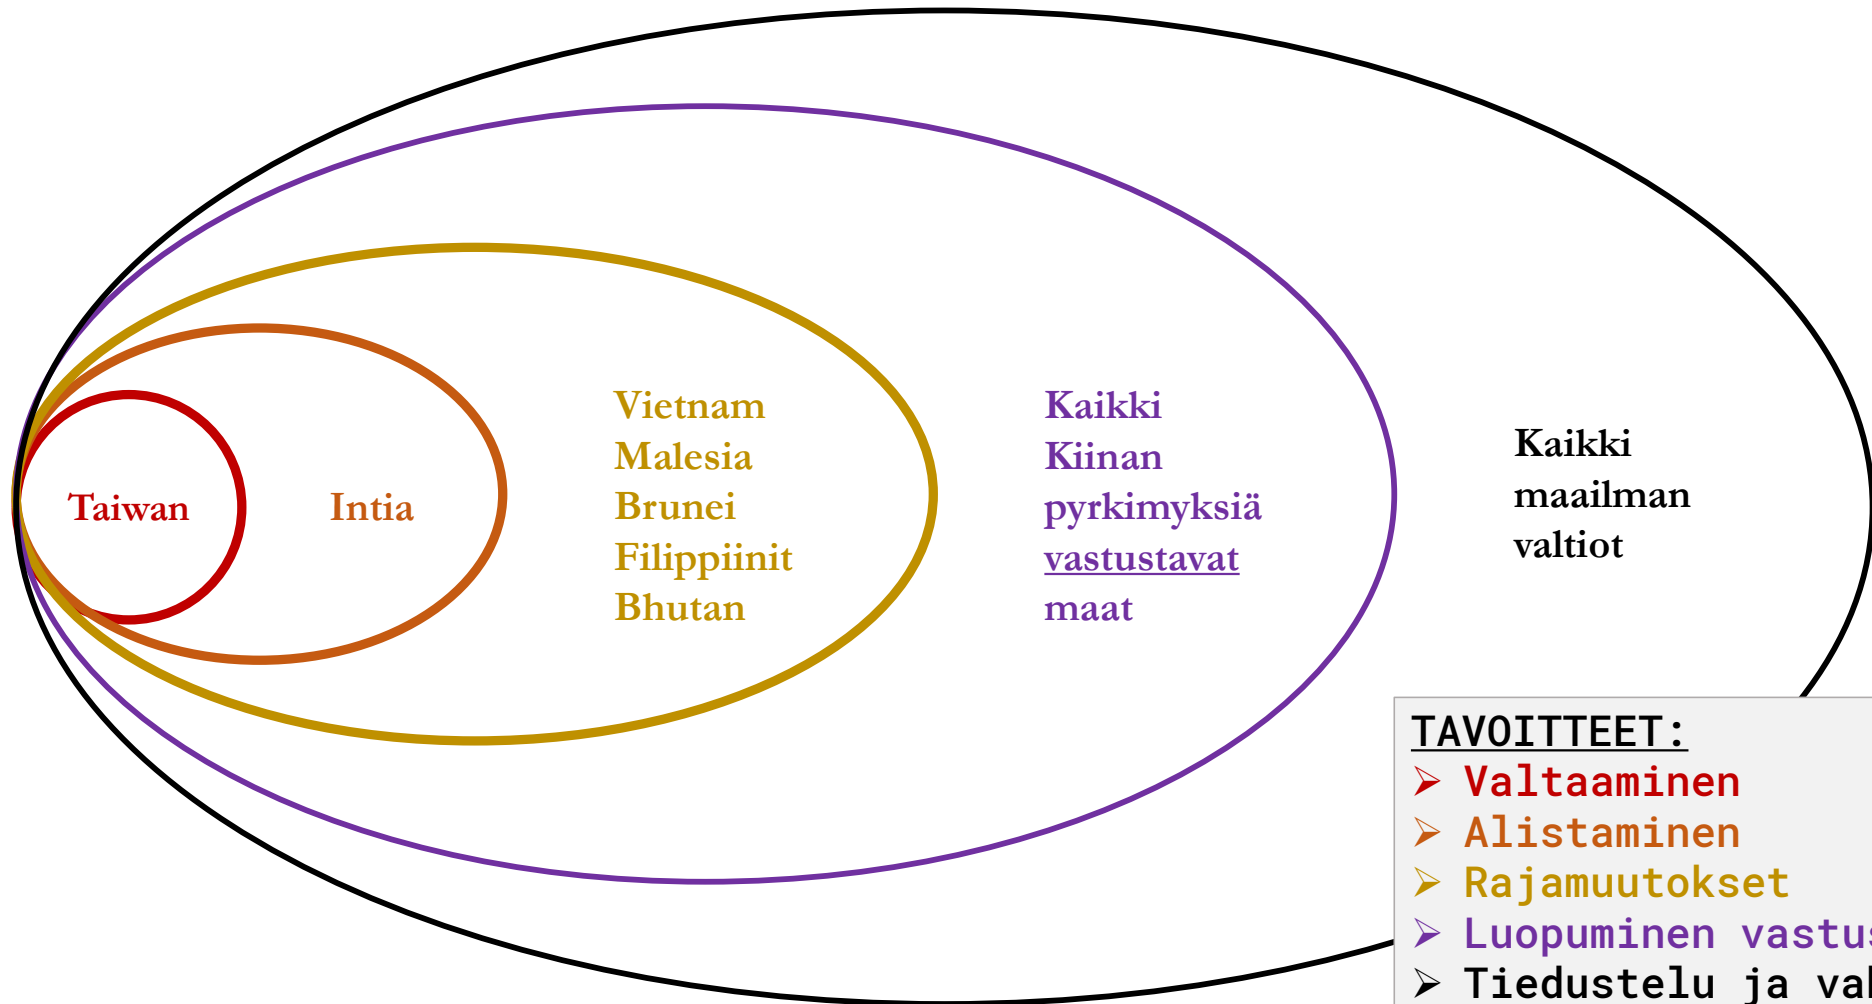 Taiwan
Intia
Vietnam
Malesia
Brunei
Filippiinit
Bhutan
Kaikki
Kiinan
pyrkimyksiä
vastustavat
maat
Kaikki
maailman
valtiot
TAVOITTEET:
➢ Valtaaminen
➢ Alistaminen
➢ Rajamuutokset
➢ Luopuminen
➢ Tiedustelu ja